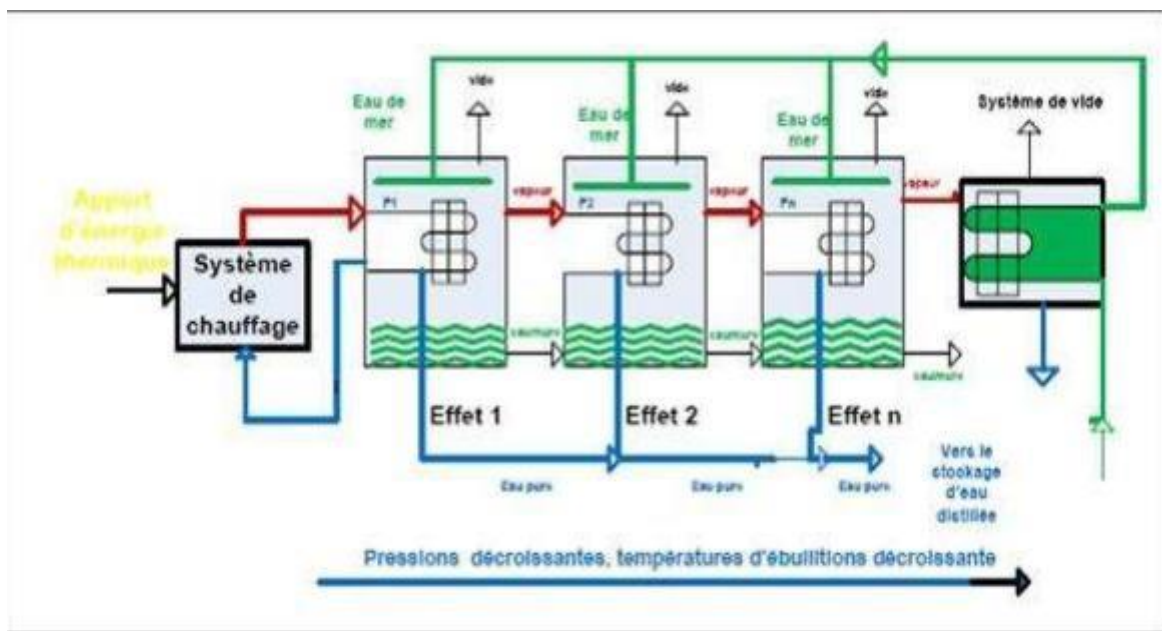 vide
vide
vide
Eau de
mer
Eau de
mer
Eau de
mer
Système de vide
Apport
d'énergie
thermique
Système
de
chauffage
P1
vapeur
P2
vapeur
Pn
vapeur
saumure
saumure
saumure
Effet 1
Effet 2
Effet n
Eau pure
Eau pure
Eau pure
Vers le
stockage
d'eau
distillée
Pressions décroissantes, températures d'ébullitions décroissante